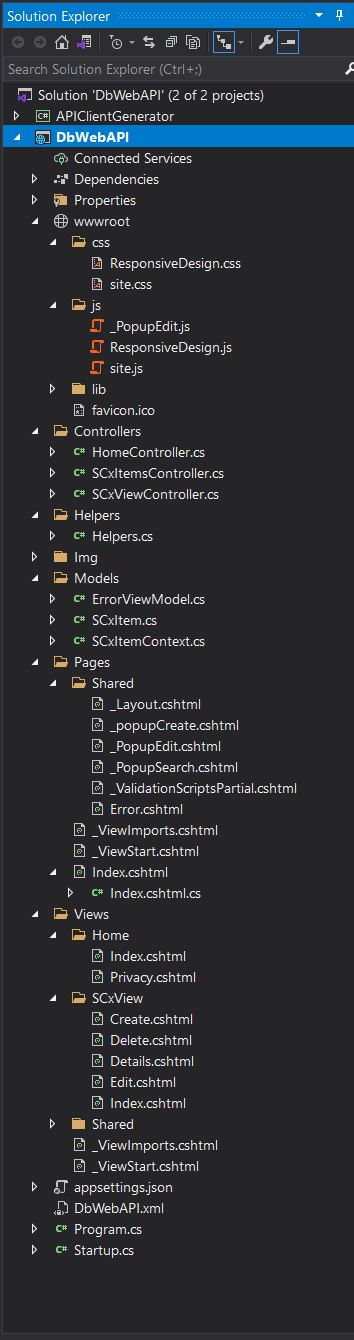 Solution Explorer
Search Solution Explorer (Ctrl+;)
Solution 'DbWebAPI' (2 of 2 projects)
APIClientGenerator
DbWebAPI
Connected Services
Dependencies
Properties
wwwroot
css
ResponsiveDesign.css
site.css
js
_PopupEdit.js
ResponsiveDesign.js
site.js
lib
favicon.ico
Controllers
HomeController.cs
SCxItemsController.cs
SCxViewController.cs
Helpers
Helpers.cs
Img
Models
ErrorViewModel.cs
SCxItem.cs
SCxItemContext.cs
Pages
Shared
_Layout.cshtml
_popupCreate.cshtml
_PopupEdit.cshtml
_PopupSearch.cshtml
_ValidationScriptsPartial.cshtml
Error.cshtml
_ViewImports.cshtml
_ViewStart.cshtml
Index.cshtml
Index.cshtml.cs
Views
Home
Index.cshtml
Privacy.cshtml
SCxView
Create.cshtml
Delete.cshtml
Details.cshtml
Edit.cshtml
Index.cshtml
Shared
_ViewImports.cshtml
_ViewStart.cshtml
appsettings.json
DbWebAPI.xml
Program.cs
Startup.cs